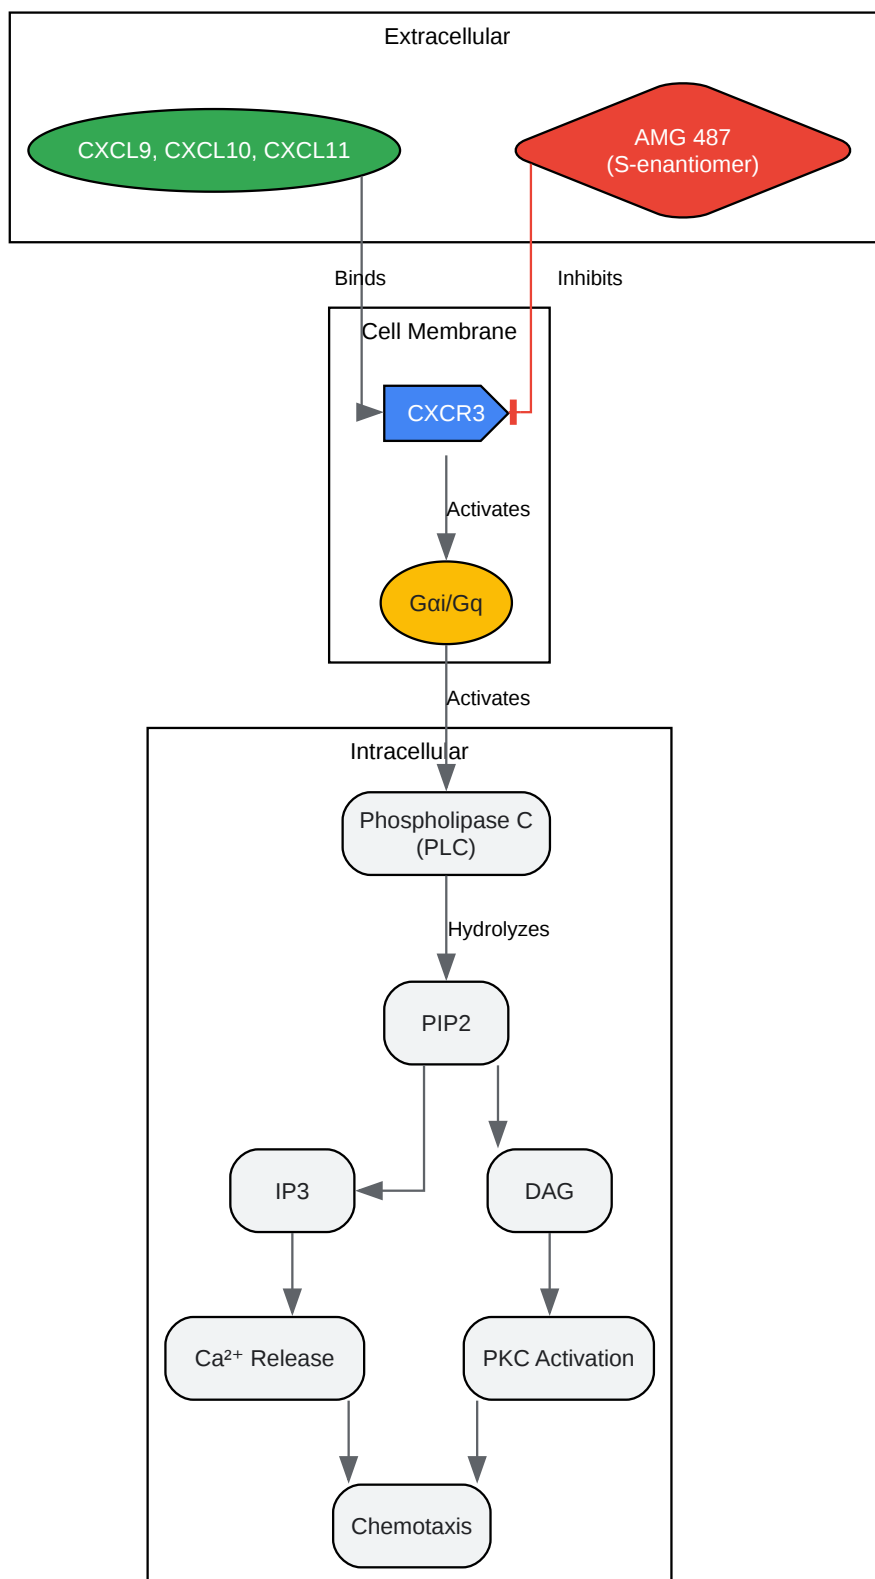 Extracellular
CXCL9, CXCL10, CXCL11
AMG 487
(S-enantiomer)
Binds
Inhibits
Cell Membrane
CXCR3
Activates
Gαi/Gq
Activates
Intracellular
Phospholipase C
(PLC)
Hydrolyzes
PIP2
IP3
DAG
Ca²⁺ Release
PKC Activation
Chemotaxis